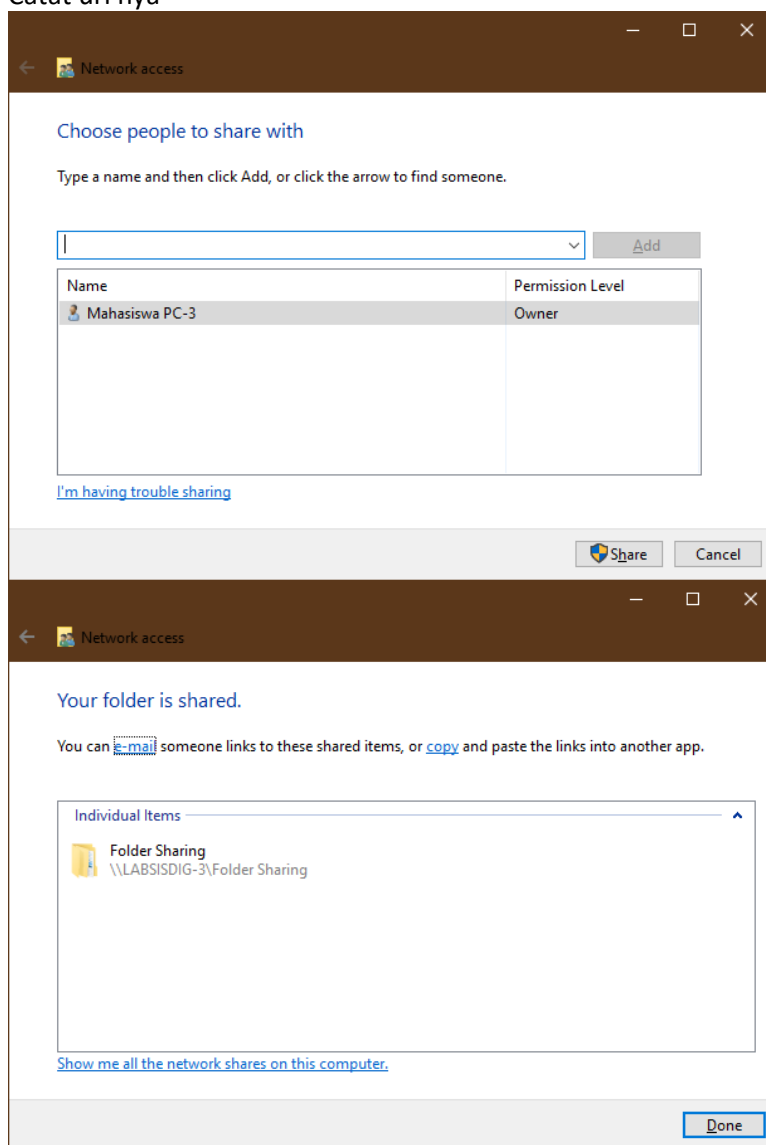 Catat url nya
Network access
Choose people to share with
Type a name and then click Add, or click the arrow to find someone.
Add
Name Permission Level
Mahasiswa PC-3 Owner
I'm having trouble sharing
Share Cancel
Network access
Your folder is shared.
You can e-mail someone links to these shared items, or copy and paste the links into another app.
Individual Items
Folder Sharing
\\LABSISDIG-3\Folder Sharing
Show me all the network shares on this computer.
Done